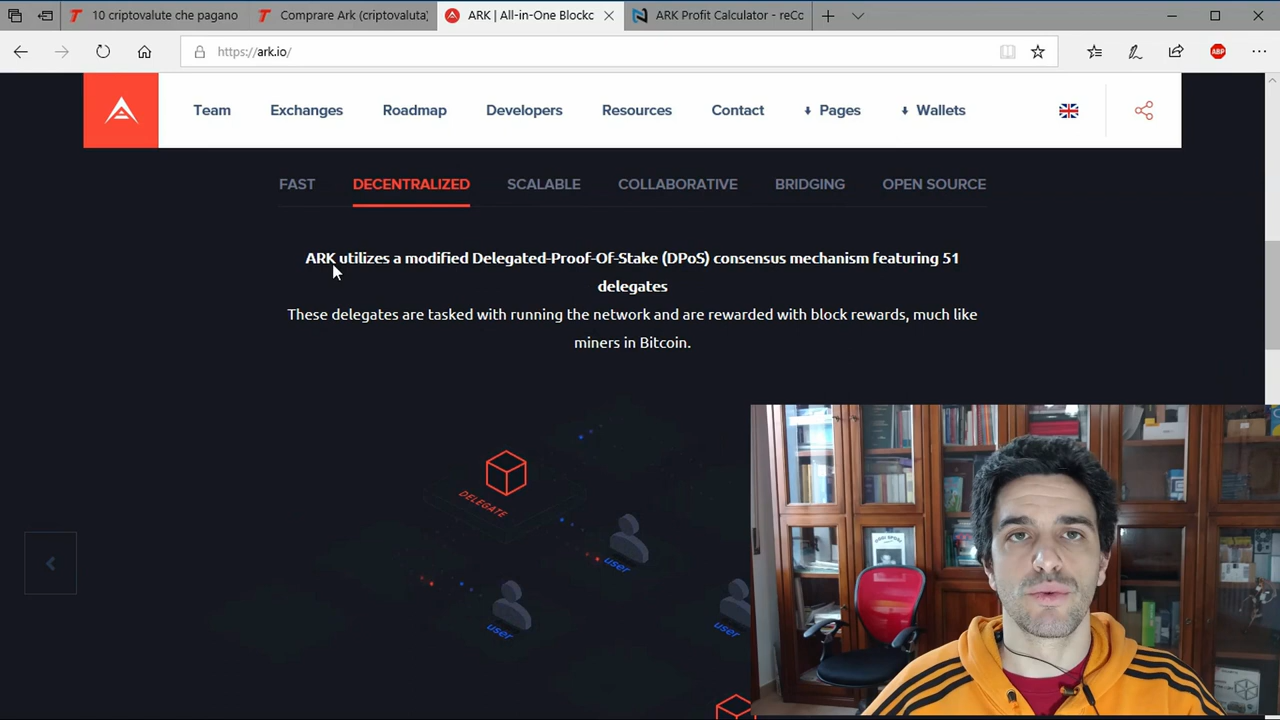 10 criptovalute che pagano
Comprare Ark (criptovaluta)
ARK | All-in-One Blockc
ARK Profit Calculator - reCc
https://ark.io/
ABP
Team
Exchanges
Roadmap
Developers
Resources
Contact
Pages
Wallets
FAST
DECENTRALIZED
SCALABLE
COLLABORATIVE
BRIDGING
OPEN SOURCE
ARK utilizes a modified Delegated-Proof-Of-Stake (DPoS) consensus mechanism featuring 51
delegates
These delegates are tasked with running the network and are rewarded with block rewards, much like
miners in Bitcoin.
DELEGATE
user
user
user